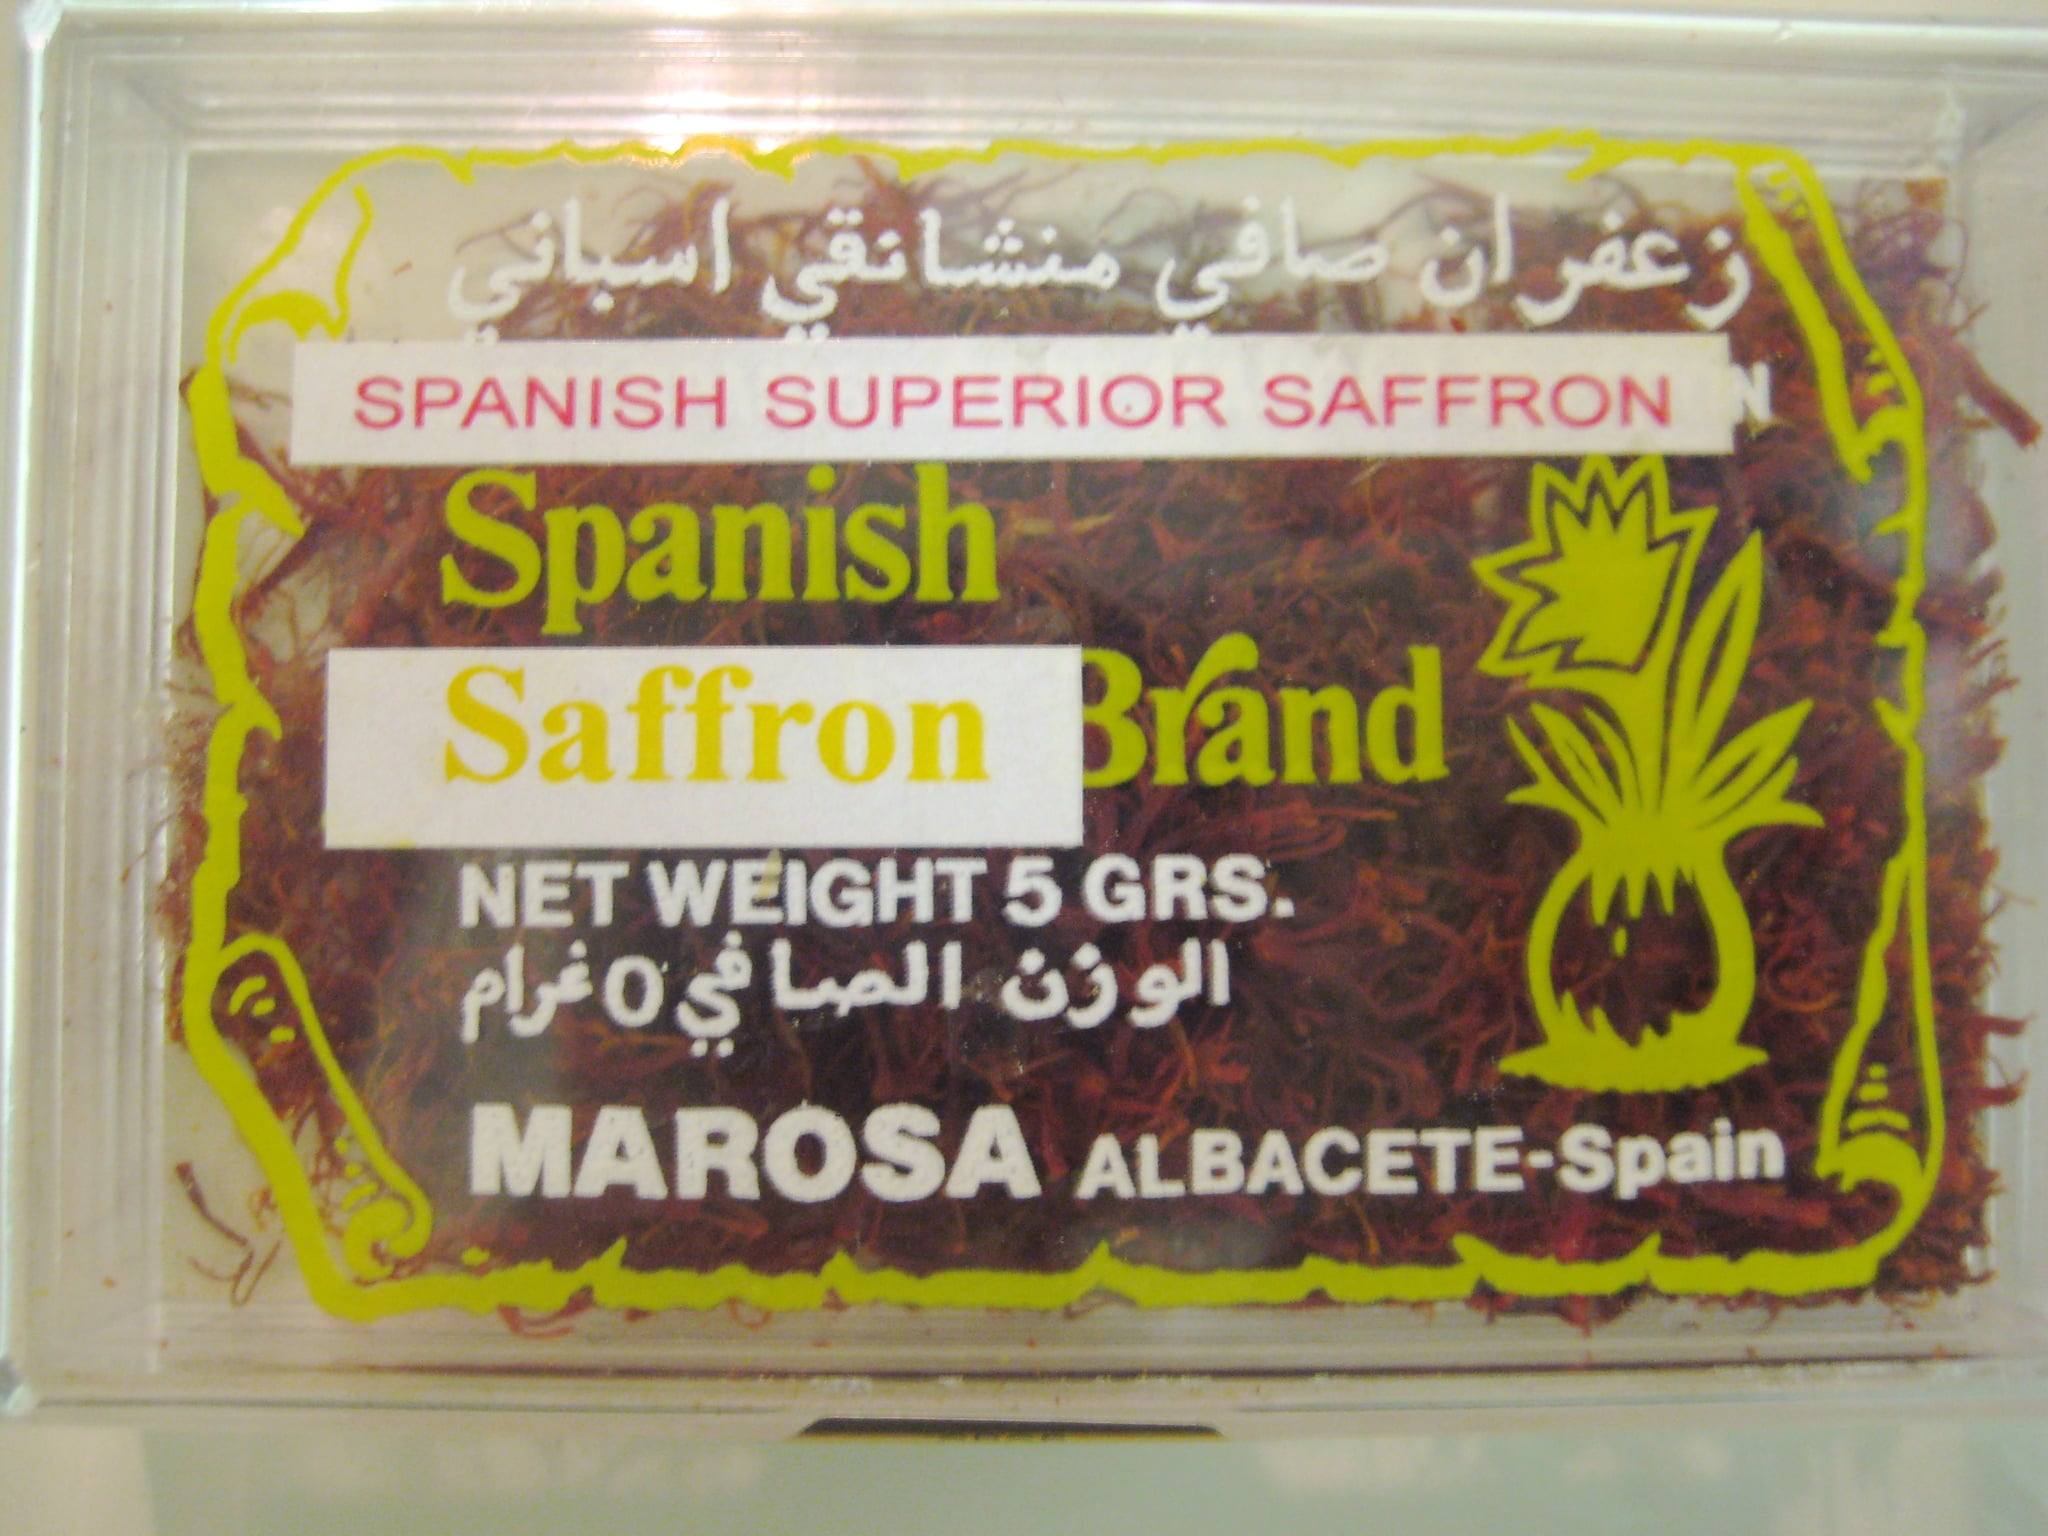 زعفران صافي منشانقي اسباني
SPANISH SUPERIOR SAFFRON
N
Spanish
Saffron Brand
NET WEIGHT 5 GRS.
الوزن الصافي 0 غرام
MAROSA ALBACETE-Spain